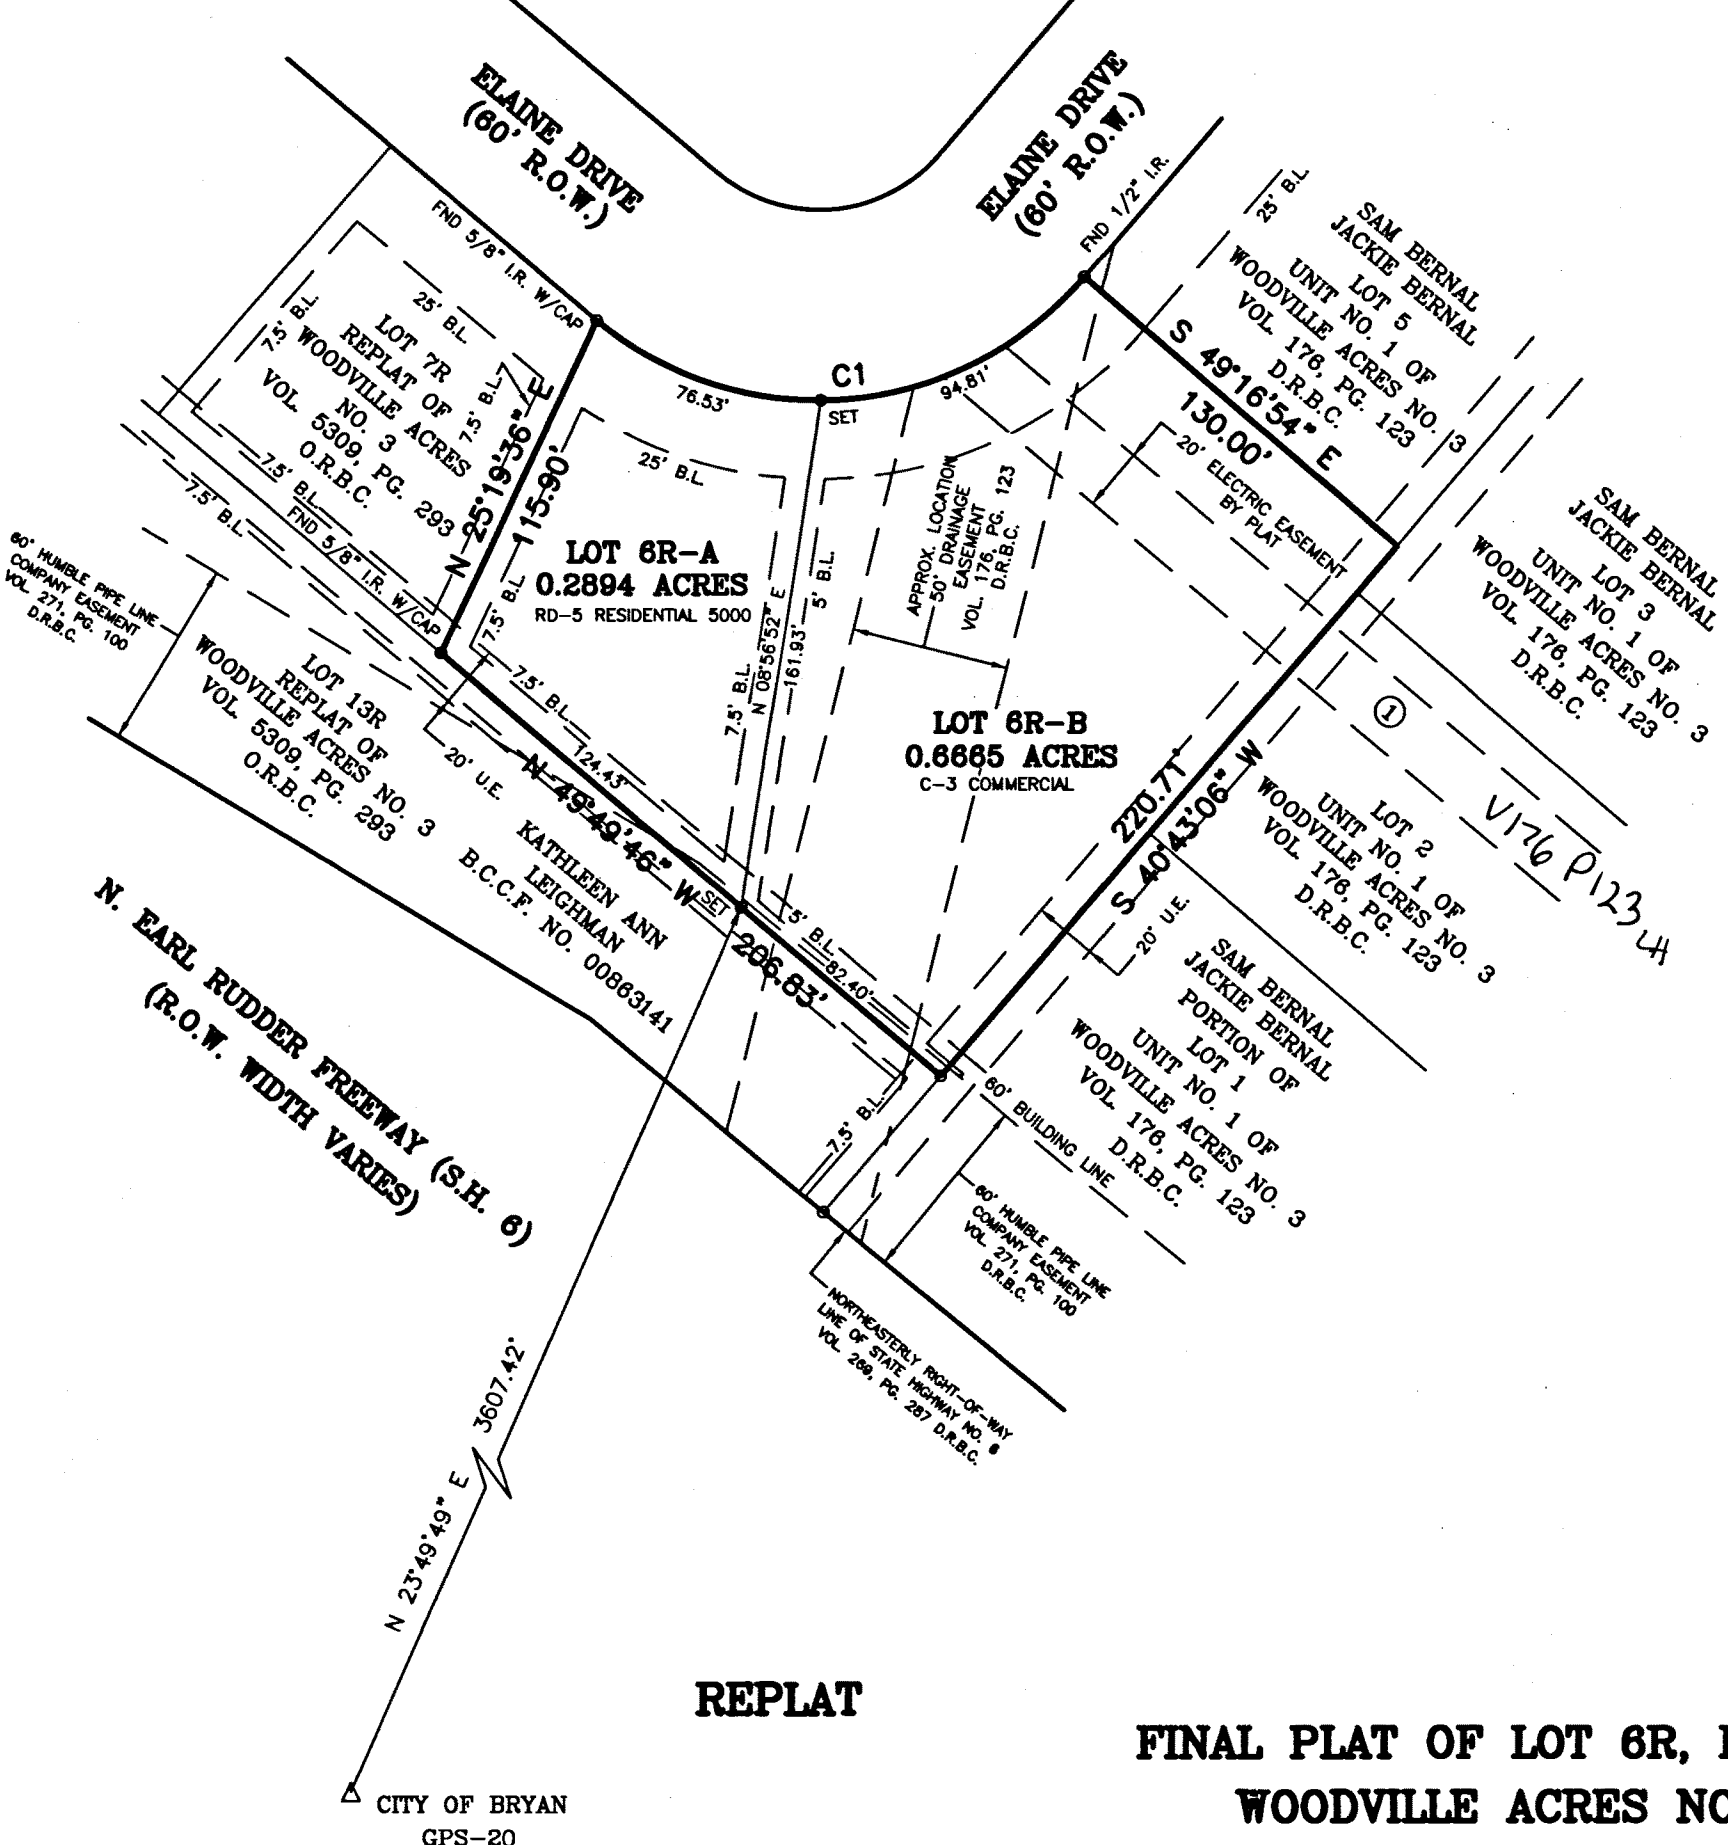 ELAINE DRIVE
(60' R.O.W.)
ELAINE DRIVE
(60' R.O.W.)
FND 1/2" I.R.
25' B.L.
SAM BERNAL
JACKIE BERNAL
LOT 5
UNIT NO. 1 OF
WOODVILLE ACRES NO. 3
VOL. 176, PG. 123
D.R.B.C.
FND 5/8" I.R. W/CAP
25' B.L.
7.5' B.L.
LOT 7R
REPLAT OF
WOODVILLE ACRES
NO. 3
VOL. 5309, PG. 293
O.R.B.C.
7.5' B.L.
7.5' B.L.
7.5' B.L.
FND 5/8" I.R. W/CAP
C1
76.53'
94.81'
SET
S 49°16'54" E
130.00'
N 25°19'36" E
115.90'
25' B.L.
20' ELECTRIC EASEMENT
BY PLAT
APPROX. LOCATION
50' DRAINAGE
EASEMENT
VOL. 176, PG. 123
D.R.B.C.
LOT 6R-A
0.2894 ACRES
RD-5 RESIDENTIAL 5000
7.5' B.L.
7.5' B.L.
7.5' B.L.
5' B.L.
N 08°56'52" E
161.93'
60' HUMBLE PIPE LINE
COMPANY EASEMENT
VOL. 271, PG. 100
D.R.B.C.
LOT 13R
REPLAT OF
WOODVILLE ACRES NO. 3
VOL. 5309, PG. 293
O.R.B.C.
20' U.E.
124.43'
N 49°49'46" W
206.83'
SET
5' B.L.
82.40'
LOT 6R-B
0.6665 ACRES
C-3 COMMERCIAL
220.71'
S 40°43'06" W
20' U.E.
SAM BERNAL
JACKIE BERNAL
LOT 3
UNIT NO. 1 OF
WOODVILLE ACRES NO. 3
VOL. 176, PG. 123
D.R.B.C.
1
V176 P123
LOT 2
UNIT NO. 1 OF
WOODVILLE ACRES NO. 3
VOL. 176, PG. 123
D.R.B.C.
SAM BERNAL
JACKIE BERNAL
PORTION OF
LOT 1
UNIT NO. 1 OF
WOODVILLE ACRES NO. 3
VOL. 176, PG. 123
D.R.B.C.
KATHLEEN ANN
LEIGHMAN
B.C.C.F. NO. 00863141
N. EARL RUDDER FREEWAY (S.H. 6)
(R.O.W. WIDTH VARIES)
7.5' B.L.
60' BUILDING LINE
60' HUMBLE PIPE LINE
COMPANY EASEMENT
VOL. 271, PG. 100
D.R.B.C.
NORTHEASTERLY RIGHT-OF-WAY
LINE OF STATE HIGHWAY NO. 6
VOL. 269, PG. 287 D.R.B.C.
N 23°49'49" E 3607.42'
REPLAT
FINAL PLAT OF LOT 6R,
WOODVILLE ACRES NO
CITY OF BRYAN
GPS-20